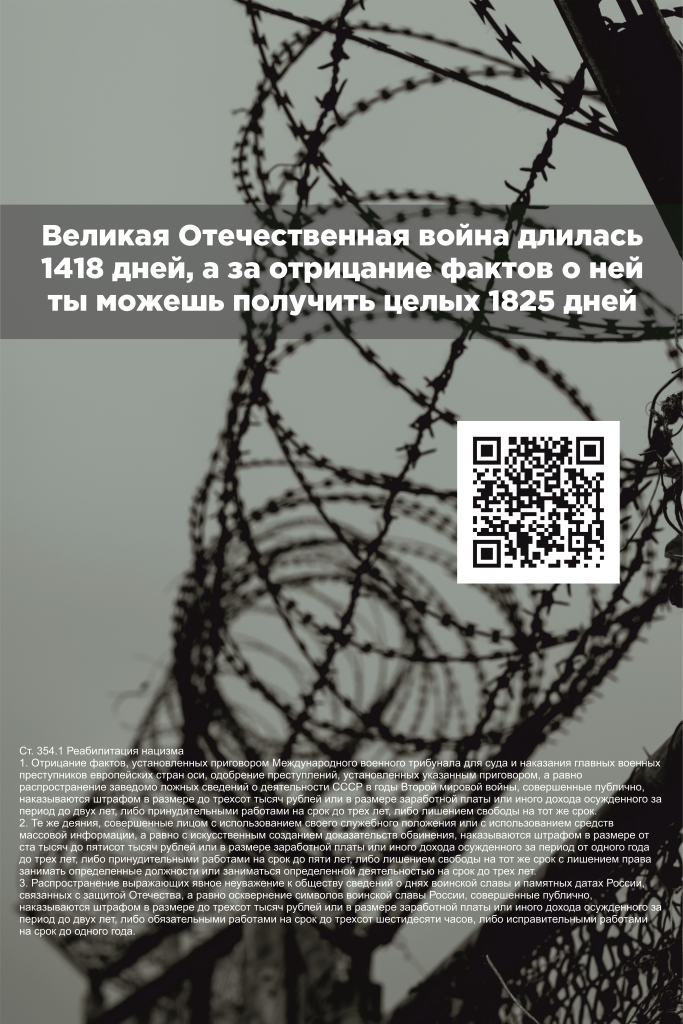 Великая Отечественная война длилась
1418 дней, а за отрицание фактов о ней
ты можешь получить целых 1825 дней
Ст. 354.1 Реабилитация нацизма
1. Отрицание фактов, установленных приговором Международного военного трибунала для суда и наказания главных военных
преступников европейских стран оси, одобрение преступлений, установленных указанным приговором, а равно
распространение заведомо ложных сведений о деятельности СССР в годы Второй мировой войны, совершенные публично,
наказываются штрафом в размере до трехсот тысяч рублей или в размере заработной платы или иного дохода осужденного за
период до двух лет, либо принудительными работами на срок до трех лет, либо лишением свободы на тот же срок.
2. Те же деяния, совершенные лицом с использованием своего служебного положения или с использованием средств
массовой информации, а равно с искусственным созданием доказательств обвинения, наказываются штрафом в размере от
ста тысяч до пятисот тысяч рублей или в размере заработной платы или иного дохода осужденного за период от одного года
до трех лет, либо принудительными работами на срок до пяти лет, либо лишением свободы на тот же срок с лишением права
занимать определенные должности или заниматься определенной деятельностью на срок до трех лет.
3. Распространение выражающих явное неуважение к обществу сведений о днях воинской славы и памятных датах России,
связанных с защитой Отечества, а равно осквернение символов воинской славы России, совершенные публично,
наказываются штрафом в размере до трехсот тысяч рублей или в размере заработной платы или иного дохода осужденного за
период до двух лет, либо обязательными работами на срок до трехсот шестидесяти часов, либо исправительными работами
на срок до одного года.